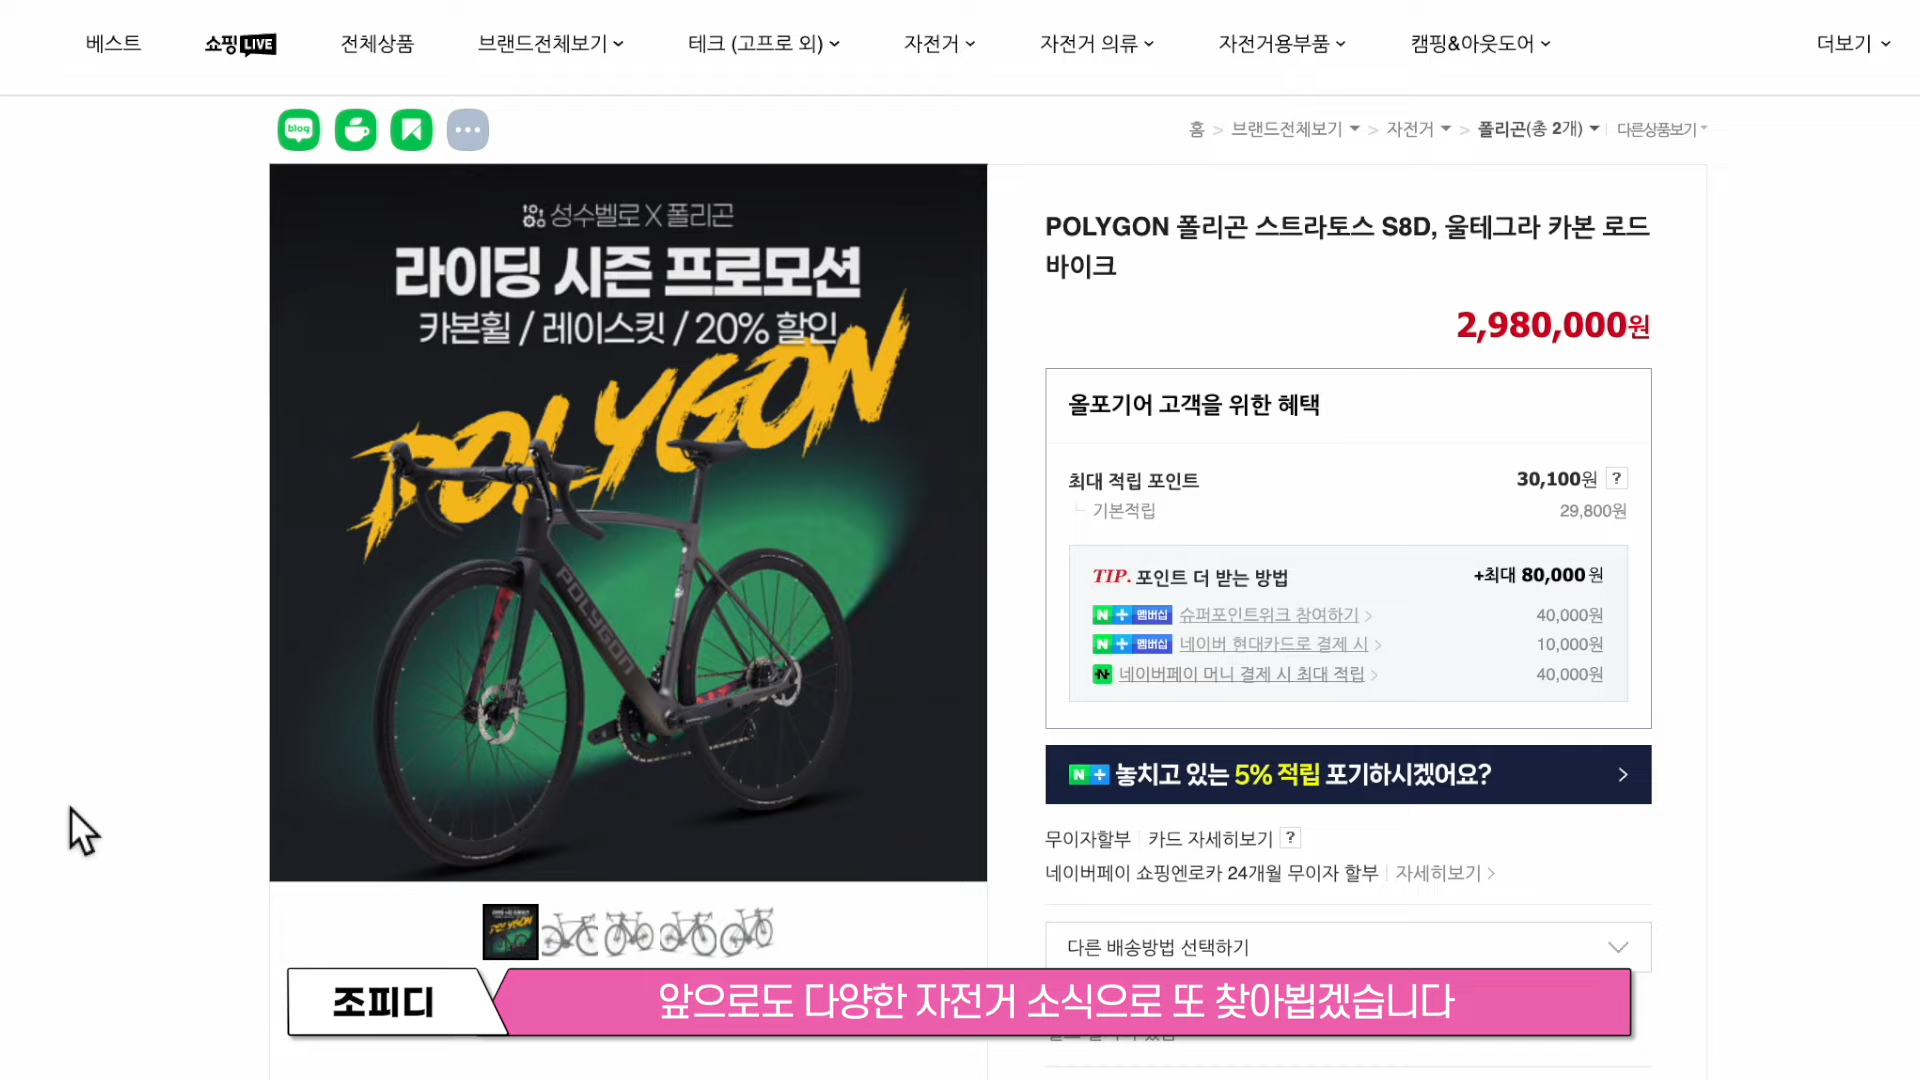 베스트
쇼핑LIVE
전체상품
브랜드전체보기
테크 (고프로 외)
자전거
자전거 의류
자전거용부품
캠핑&아웃도어
더보기
blog
홈 > 브랜드전체보기 > 자전거 > 폴리곤(총 2개) 다른상품보기
성수벨로 X 폴리곤
라이딩 시즌 프로모션
카본휠 / 레이스킷 / 20% 할인
POLYGON
POLYGON
POLYGON 폴리곤 스트라토스 S8D, 울테그라 카본 로드
바이크
2,980,000원
올포기어 고객을 위한 혜택
최대 적립 포인트 30,100원 ?
기본적립 29,800원
TIP. 포인트 더 받는 방법 +최대 80,000원
N+ 멤버십 슈퍼포인트위크 참여하기 > 40,000원
N+ 멤버십 네이버 현대카드로 결제 시 > 10,000원
N 네이버페이 머니 결제 시 최대 적립 > 40,000원
N+ 놓치고 있는 5% 적립 포기하시겠어요? >
무이자할부 카드 자세히보기 ?
네이버페이 쇼핑엔로카 24개월 무이자 할부 자세히보기 >
다른 배송방법 선택하기
조피디
앞으로도 다양한 자전거 소식으로 또 찾아뵙겠습니다